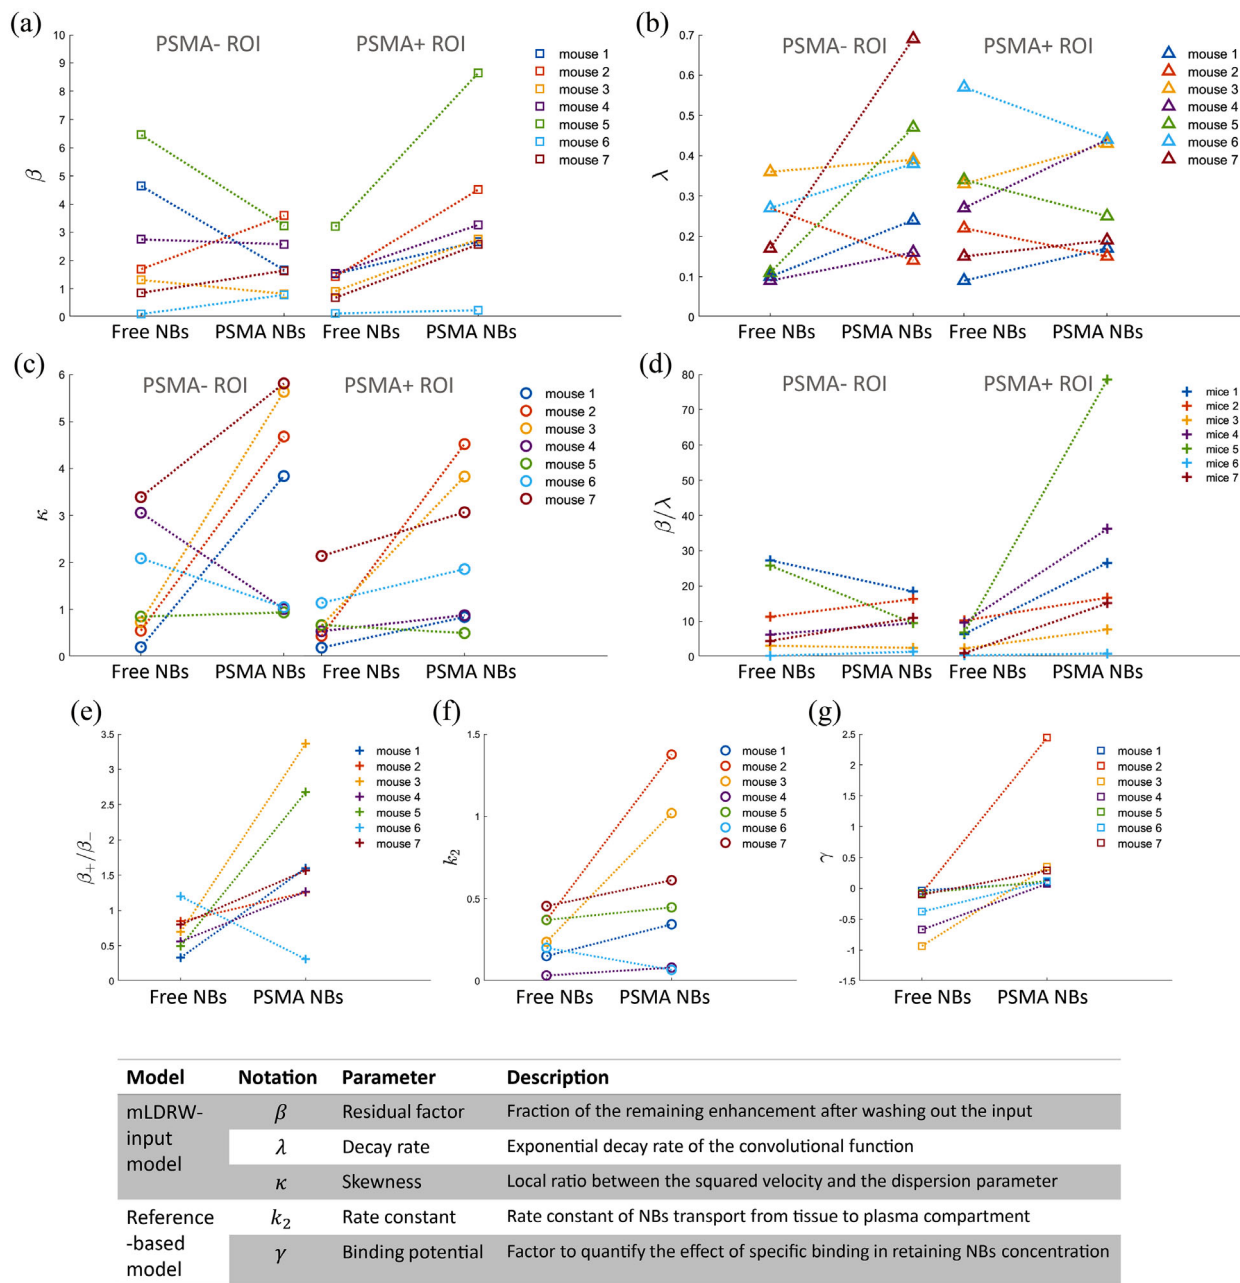 (a)
PSMA- ROI
PSMA+ ROI
10
9
8
7
6
5
4
3
2
1
0
β
Free NBs
PSMA NBs
Free NBs
PSMA NBs
mouse 1
mouse 2
mouse 3
mouse 4
mouse 5
mouse 6
mouse 7
(b)
PSMA- ROI
PSMA+ ROI
0.7
0.6
0.5
0.4
0.3
0.2
0.1
0
λ
Free NBs
PSMA NBs
Free NBs
PSMA NBs
mouse 1
mouse 2
mouse 3
mouse 4
mouse 5
mouse 6
mouse 7
(c)
PSMA- ROI
PSMA+ ROI
6
5
4
3
2
1
0
κ
Free NBs
PSMA NBs
Free NBs
PSMA NBs
mouse 1
mouse 2
mouse 3
mouse 4
mouse 5
mouse 6
mouse 7
(d)
PSMA- ROI
PSMA+ ROI
80
70
60
50
40
30
20
10
0
β/λ
Free NBs
PSMA NBs
Free NBs
PSMA NBs
mice 1
mice 2
mice 3
mice 4
mice 5
mice 6
mice 7
(e)
3.5
3
2.5
2
1.5
1
0.5
0
β₊/β₋
Free NBs
PSMA NBs
mouse 1
mouse 2
mouse 3
mouse 4
mouse 5
mouse 6
mouse 7
(f)
1.5
1
0.5
0
k₂
Free NBs
PSMA NBs
mouse 1
mouse 2
mouse 3
mouse 4
mouse 5
mouse 6
mouse 7
(g)
2.5
2
1.5
1
0.5
0
-0.5
-1
-1.5
γ
Free NBs
PSMA NBs
mouse 1
mouse 2
mouse 3
mouse 4
mouse 5
mouse 6
mouse 7
Model Notation Parameter Description
mLDRW-
input
model
β Residual factor Fraction of the remaining enhancement after washing out the input
λ Decay rate Exponential decay rate of the convolutional function
κ Skewness Local ratio between the squared velocity and the dispersion parameter
Reference
-based
model
k₂ Rate constant Rate constant of NBs transport from tissue to plasma compartment
γ Binding potential Factor to quantify the effect of specific binding in retaining NBs concentration